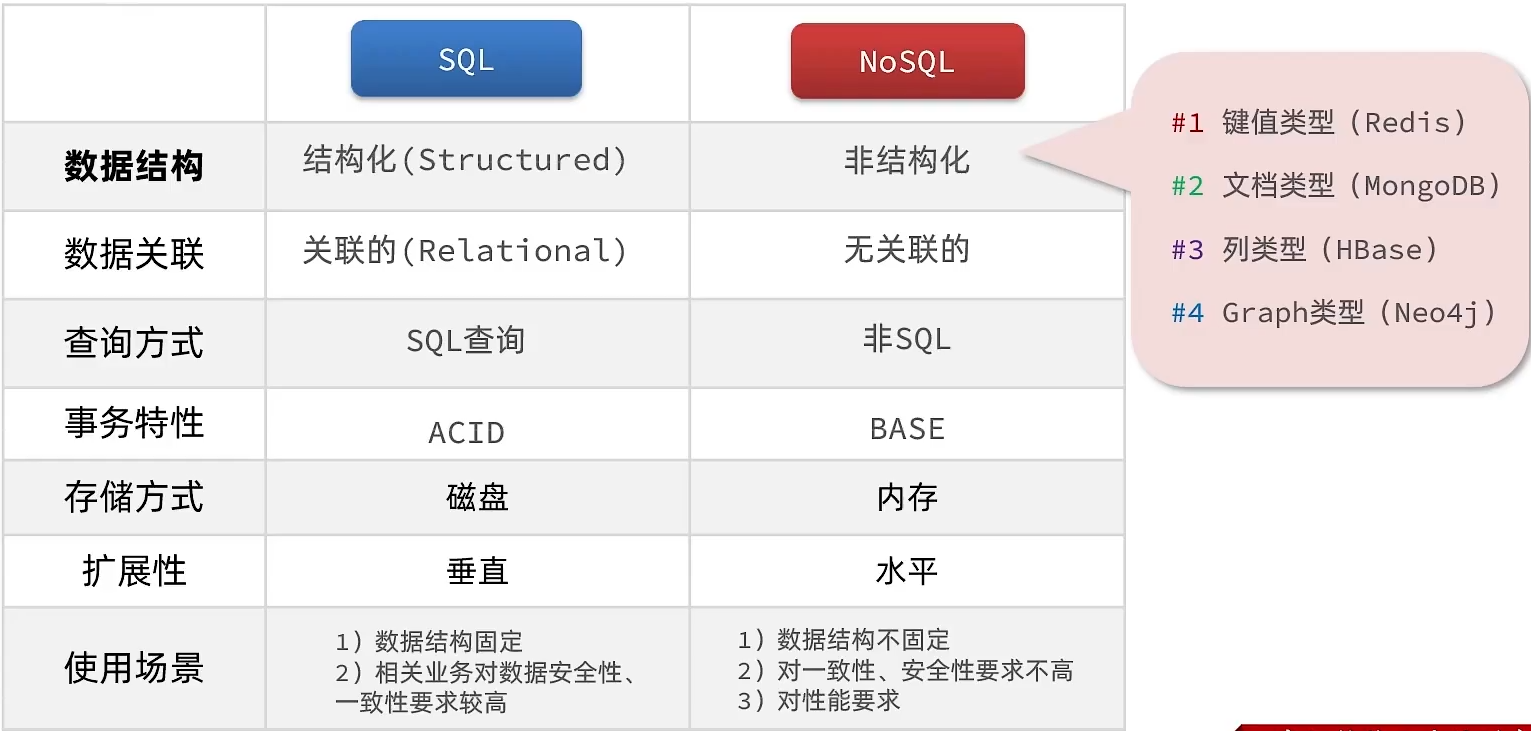 SQL
NoSQL
数据结构
结构化(Structured)
非结构化
数据关联
关联的(Relational)
无关联的
查询方式
SQL查询
非SQL
事务特性
ACID
BASE
存储方式
磁盘
内存
扩展性
垂直
水平
使用场景
1）数据结构固定
2）相关业务对数据安全性、
一致性要求较高
1）数据结构不固定
2）对一致性、安全性要求不高
3）对性能要求
#1 键值类型（Redis）
#2 文档类型（MongoDB）
#3 列类型（HBase）
#4 Graph类型（Neo4j）